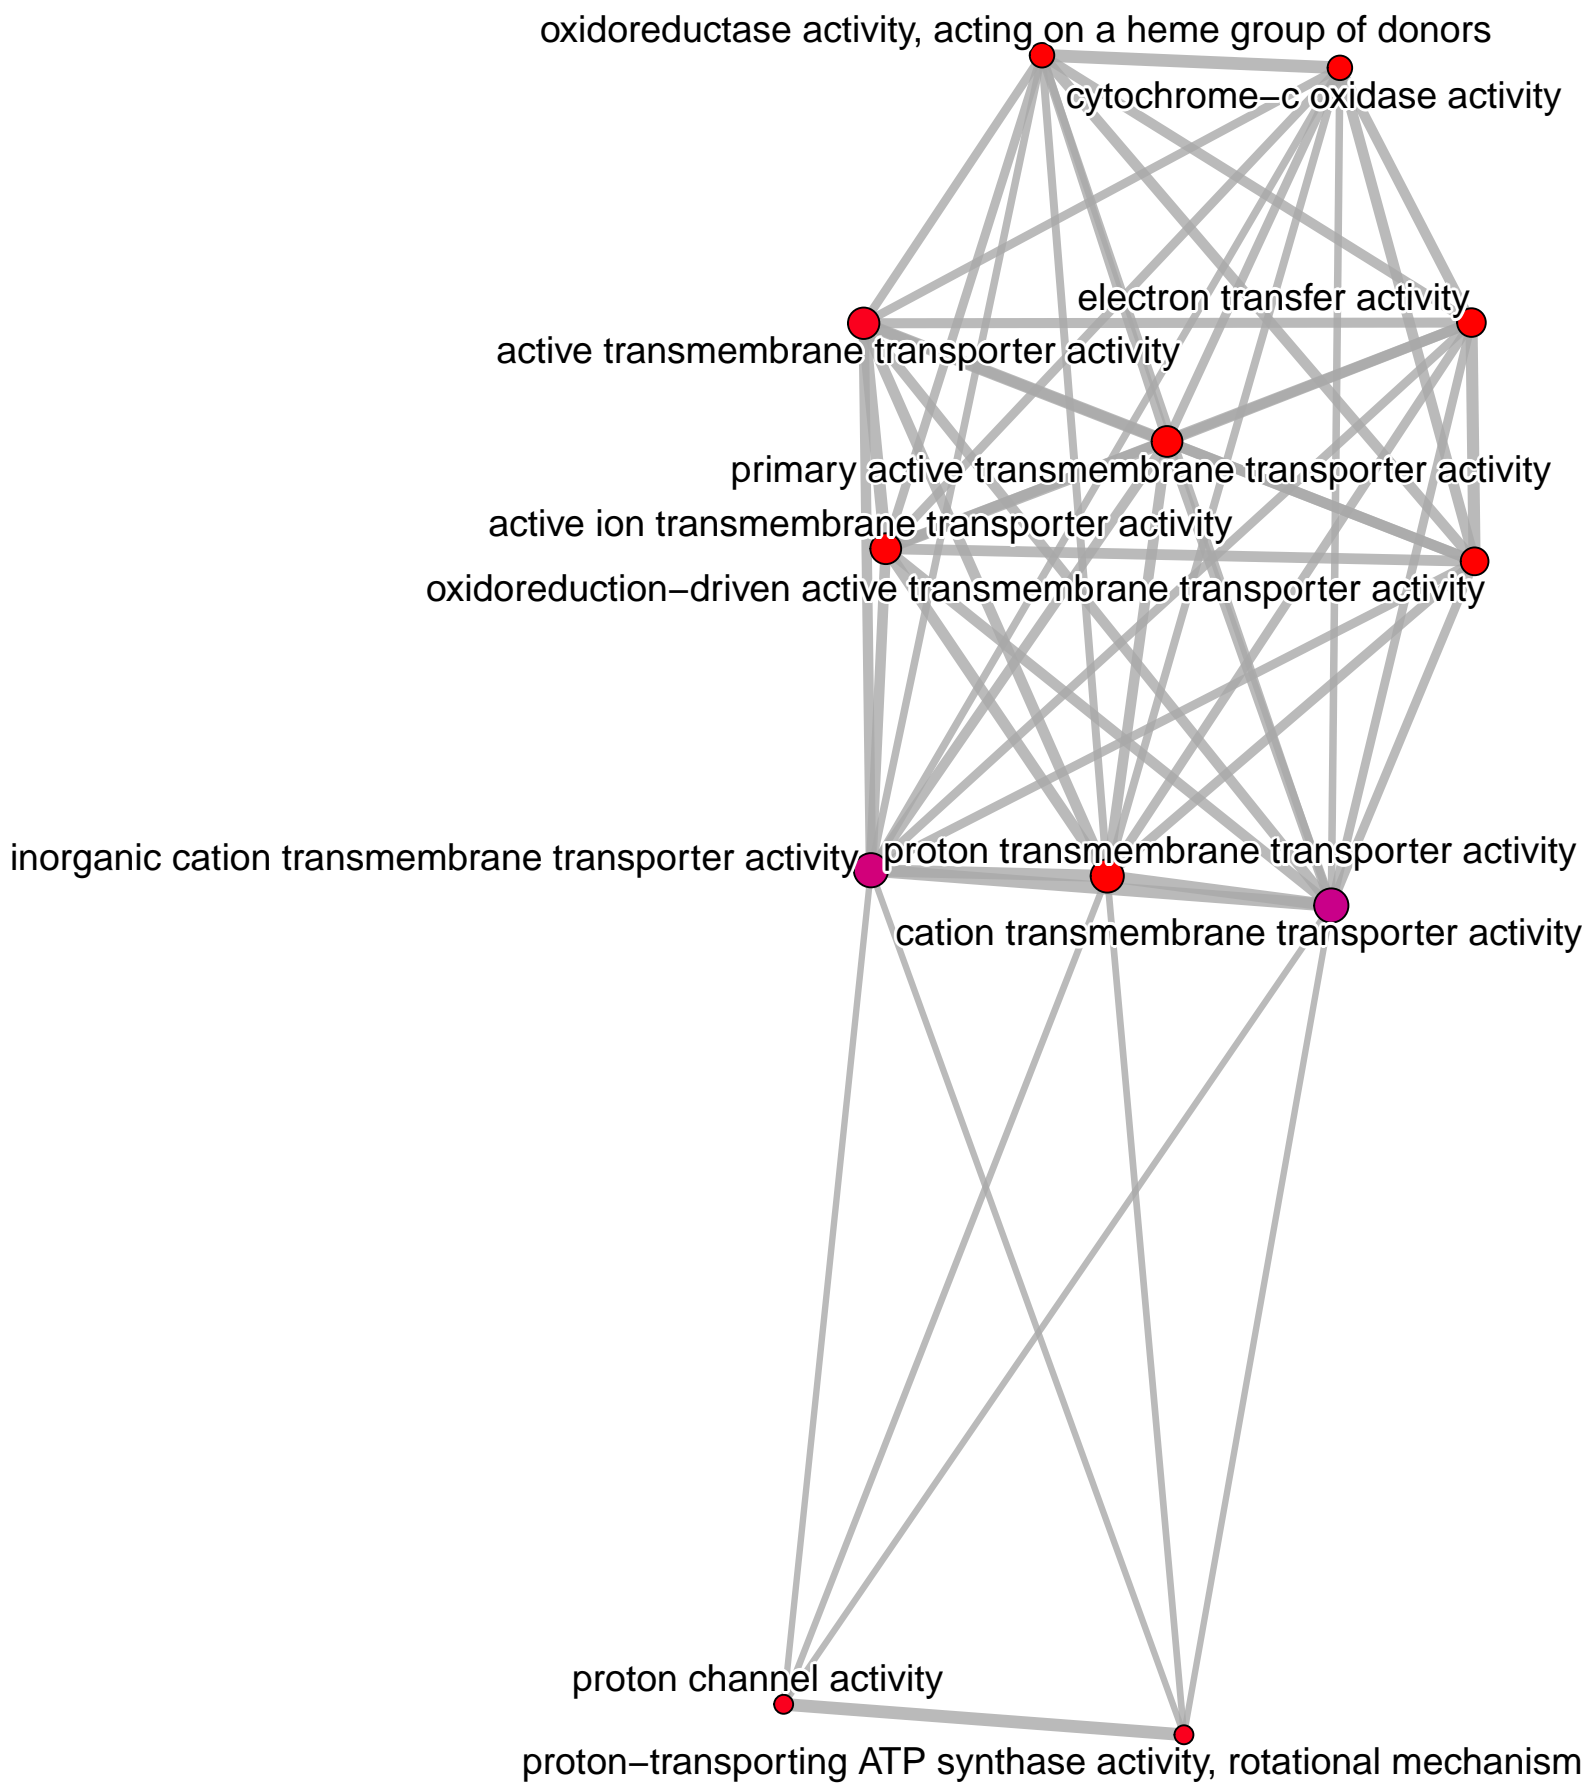 oxidoreductase activity, acting on a heme group of donors
cytochrome−c oxidase activity
electron transfer activity
active transmembrane transporter activity
primary active transmembrane transporter activity
active ion transmembrane transporter activity
oxidoreduction−driven active transmembrane transporter activity
inorganic cation transmembrane transporter activity
proton transmembrane transporter activity
cation transmembrane transporter activity
proton channel activity
proton−transporting ATP synthase activity, rotational mechanism